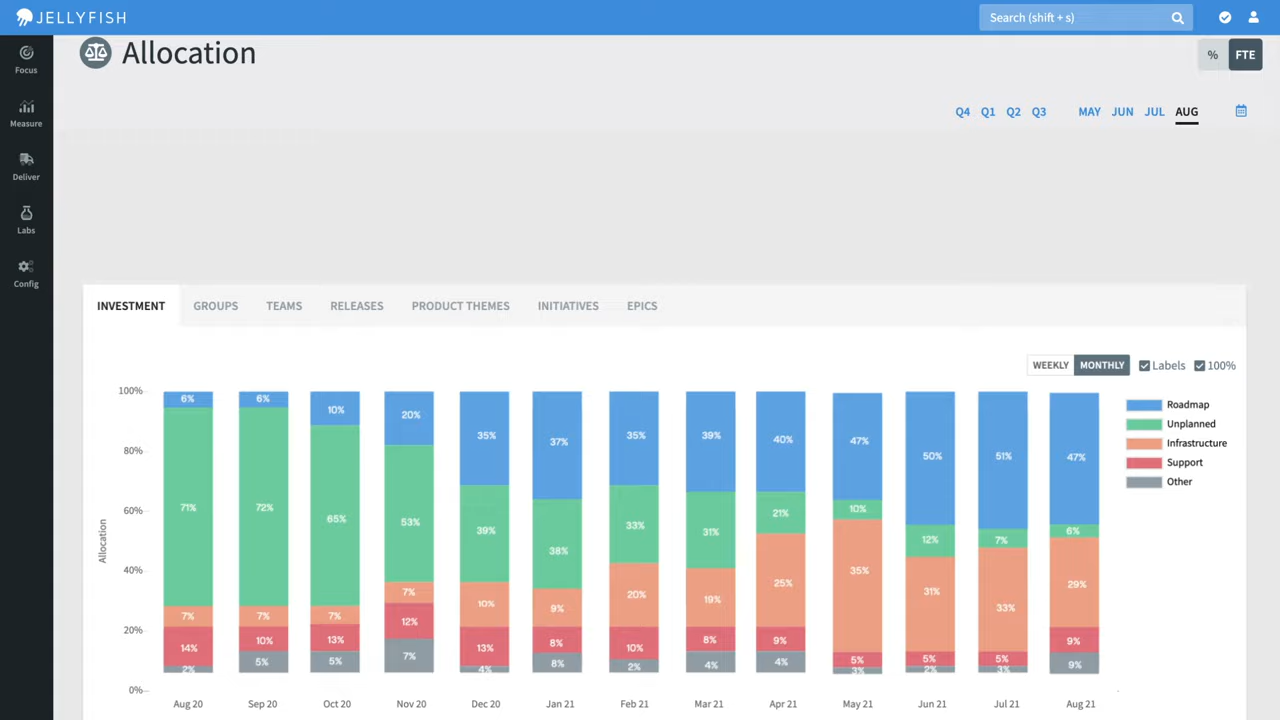 JELLYFISH
Search (shift + s)
Focus
Measure
Deliver
Labs
Config
Allocation
% FTE
Q4 Q1 Q2 Q3 MAY JUN JUL AUG
INVESTMENT GROUPS TEAMS RELEASES PRODUCT THEMES INITIATIVES EPICS
WEEKLY MONTHLY Labels 100%
Roadmap
Unplanned
Infrastructure
Support
Other
Allocation
100%
80%
60%
40%
20%
0%
6% 6% 10% 20% 35% 37% 35% 39% 40% 47% 50% 51% 47%
71% 72% 65% 53% 39% 38% 33% 31% 21% 10% 12% 7% 6%
7% 7% 7% 7% 10% 9% 20% 19% 25% 35% 31% 33% 29%
14% 10% 13% 12% 13% 8% 10% 8% 9% 5% 5% 5% 9%
2% 5% 5% 7% 4% 8% 2% 4% 4% 3% 2% 3% 9%
Aug 20 Sep 20 Oct 20 Nov 20 Dec 20 Jan 21 Feb 21 Mar 21 Apr 21 May 21 Jun 21 Jul 21 Aug 21